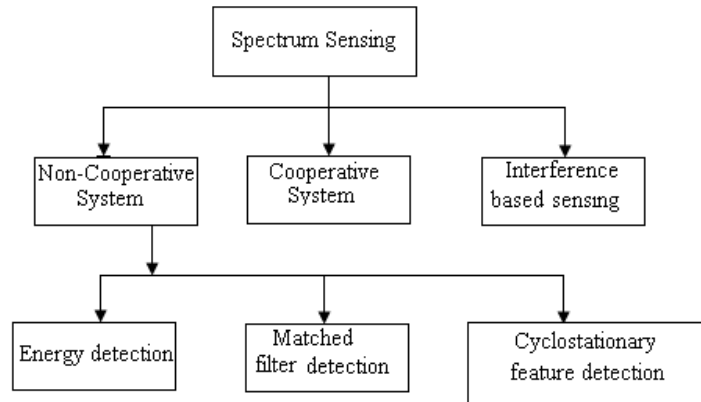 Spectrum Sensing
Non-Cooperative
System
Cooperative
System
Interference
based sensing
Energy detection
Matched
filter detection
Cyclostationary
feature detection